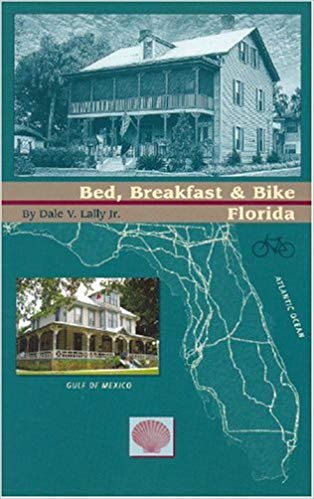 Bed, Breakfast & Bike
Florida
By Dale V. Lally Jr.
ATLANTIC OCEAN
GULF OF MEXICO